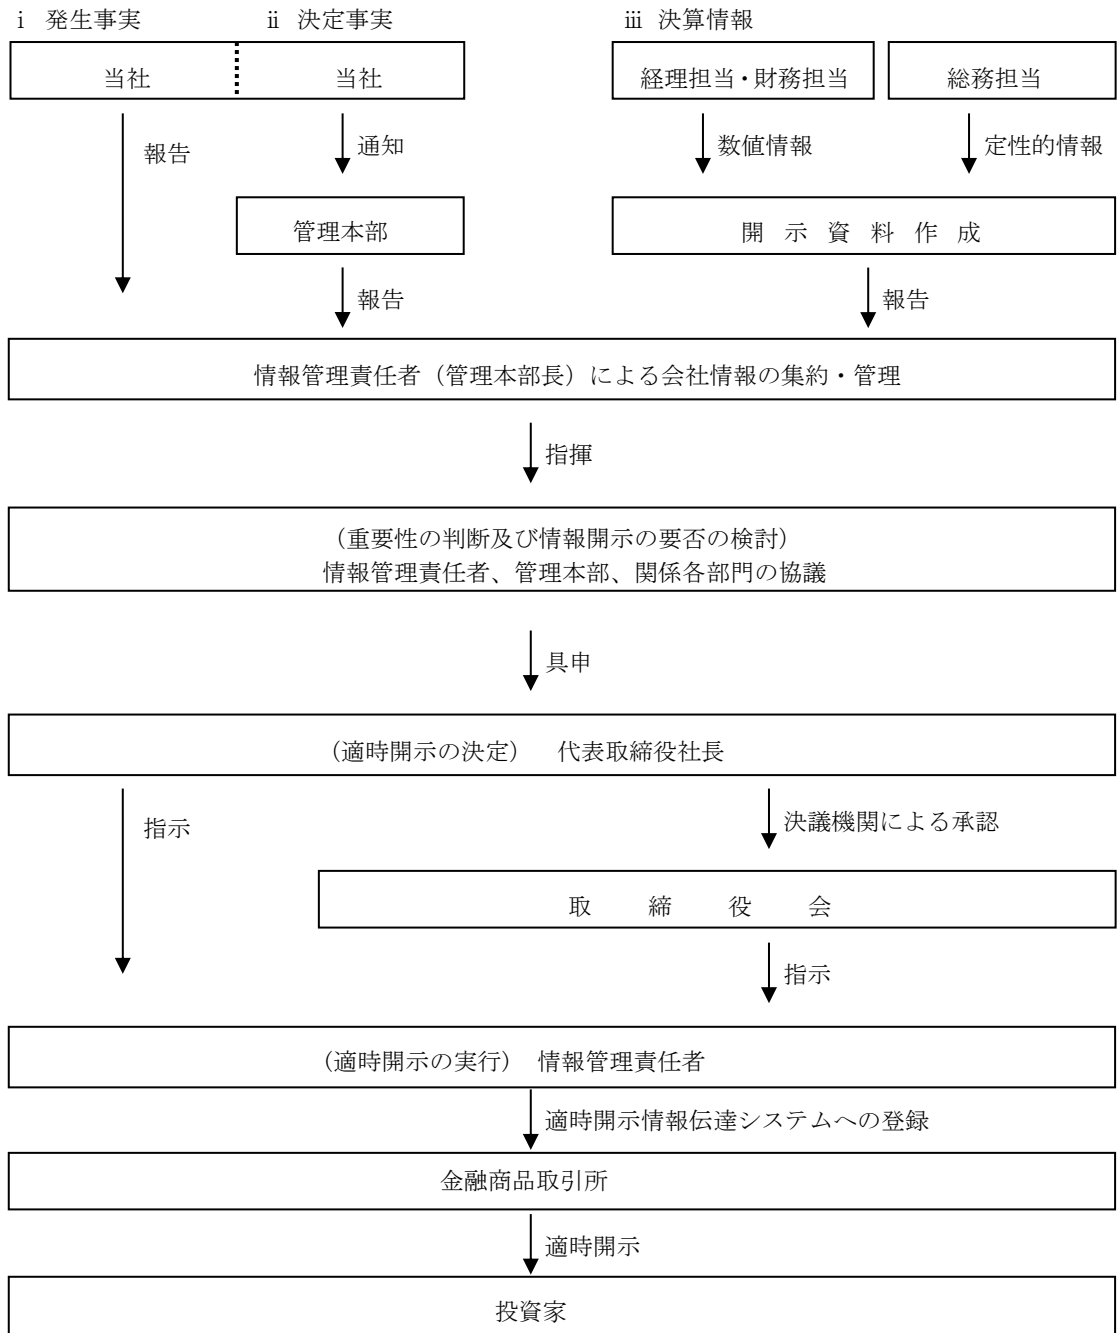 ⅰ 発生事実
ⅱ 決定事実
ⅲ 決算情報
当社
当社
経理担当・財務担当
総務担当
報告
通知
数値情報
定性的情報
管理本部
開示資料作成
報告
報告
情報管理責任者（管理本部長）による会社情報の集約・管理
指揮
（重要性の判断及び情報開示の要否の検討）
情報管理責任者、管理本部、関係各部門の協議
具申
（適時開示の決定） 代表取締役社長
指示
決議機関による承認
取締役会
指示
（適時開示の実行） 情報管理責任者
適時開示情報伝達システムへの登録
金融商品取引所
適時開示
投資家